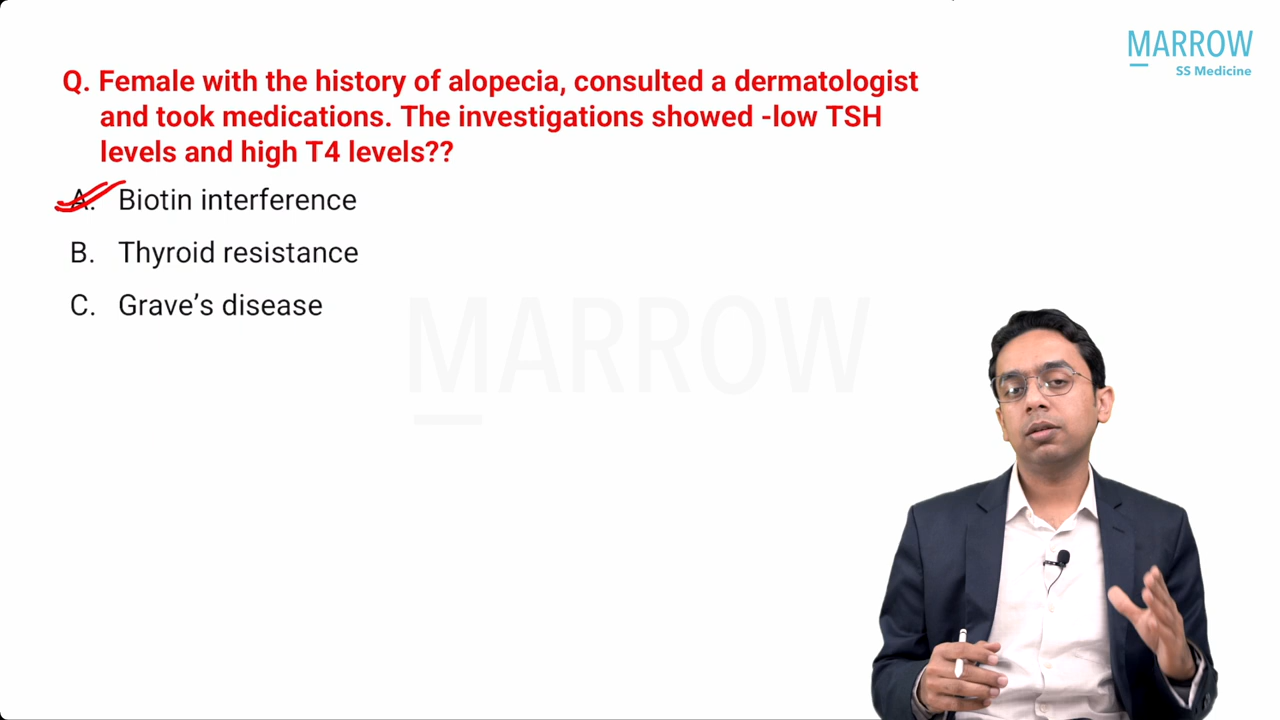 MARROW
SS Medicine
Q. Female with the history of alopecia, consulted a dermatologist
and took medications. The investigations showed -low TSH
levels and high T4 levels??
A. Biotin interference
B. Thyroid resistance
C. Grave’s disease
MARROW